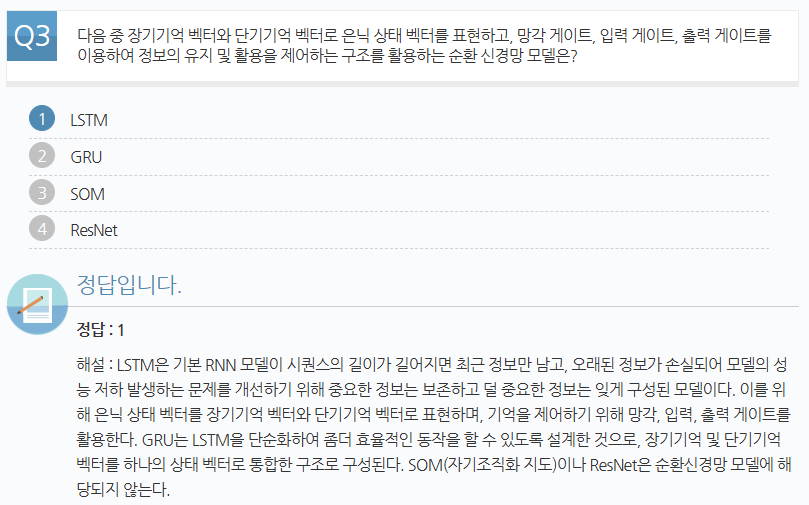 Q3 다음 중 장기기억 벡터와 단기기억 벡터로 은닉 상태 벡터를 표현하고, 망각 게이트, 입력 게이트, 출력 게이트를
이용하여 정보의 유지 및 활용을 제어하는 구조를 활용하는 순환 신경망 모델은?
1 LSTM
2 GRU
3 SOM
4 ResNet
정답입니다.
정답 : 1
해설 : LSTM은 기본 RNN 모델이 시퀀스의 길이가 길어지면 최근 정보만 남고, 오래된 정보가 손실되어 모델의 성
능 저하 발생하는 문제를 개선하기 위해 중요한 정보는 보존하고 덜 중요한 정보는 잊게 구성된 모델이다. 이를 위
해 은닉 상태 벡터를 장기기억 벡터와 단기기억 벡터로 표현하며, 기억을 제어하기 위해 망각, 입력, 출력 게이트를
활용한다. GRU는 LSTM을 단순화하여 좀더 효율적인 동작을 할 수 있도록 설계한 것으로, 장기기억 및 단기기억
벡터를 하나의 상태 벡터로 통합한 구조로 구성된다. SOM(자기조직화 지도)이나 ResNet은 순환신경망 모델에 해
당되지 않는다.